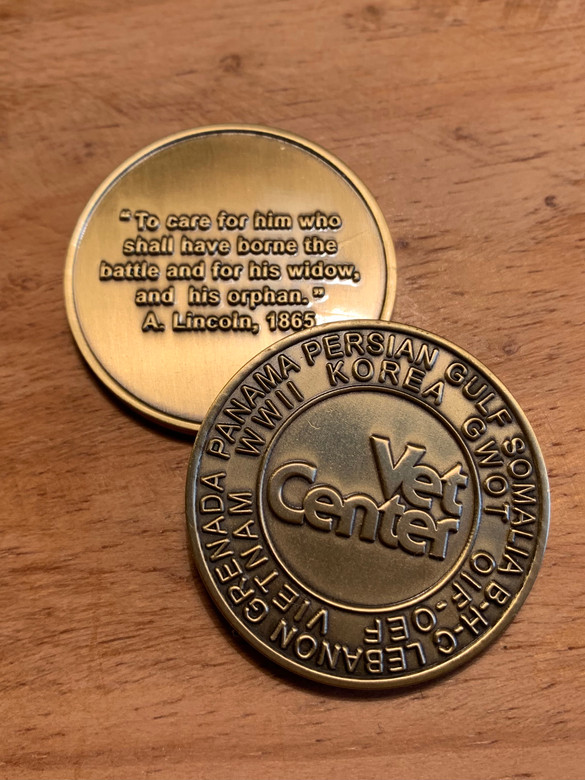 “To care for him who
shall have borne the
battle and for his widow,
and his orphan.”
A. Lincoln, 1865
LEBANON GRENADA PANAMA PERSIAN GULF SOMALIA B-H-C
VIETNAM WWII KOREA GWOT OIF-OEF
Vet
Center